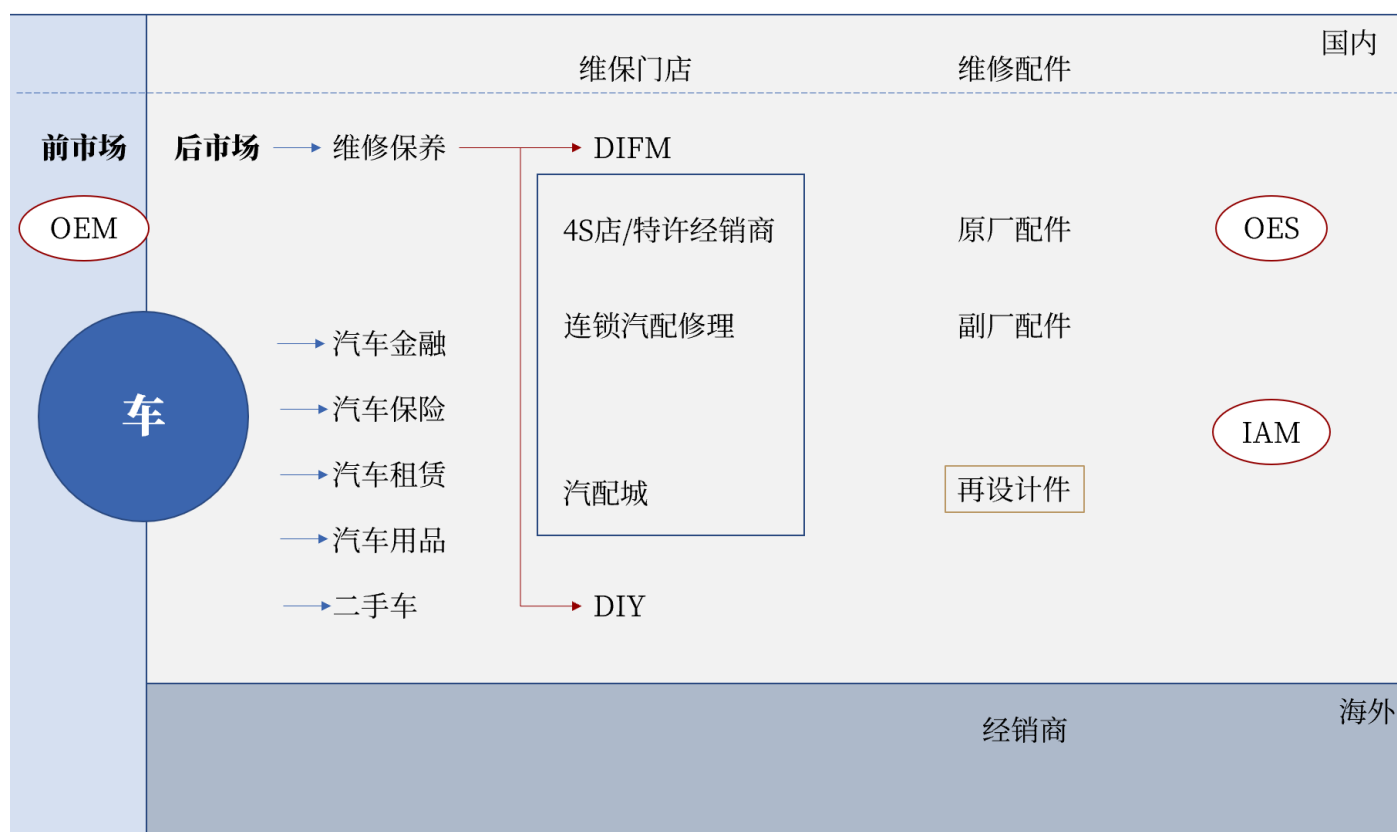 国内
维保门店
维修配件
前市场
后市场
维修保养
DIFM
OEM
4S店/特许经销商
原厂配件
OES
连锁汽配修理
副厂配件
汽车金融
车
汽车保险
IAM
汽车租赁
汽配城
再设计件
汽车用品
二手车
DIY
海外
经销商